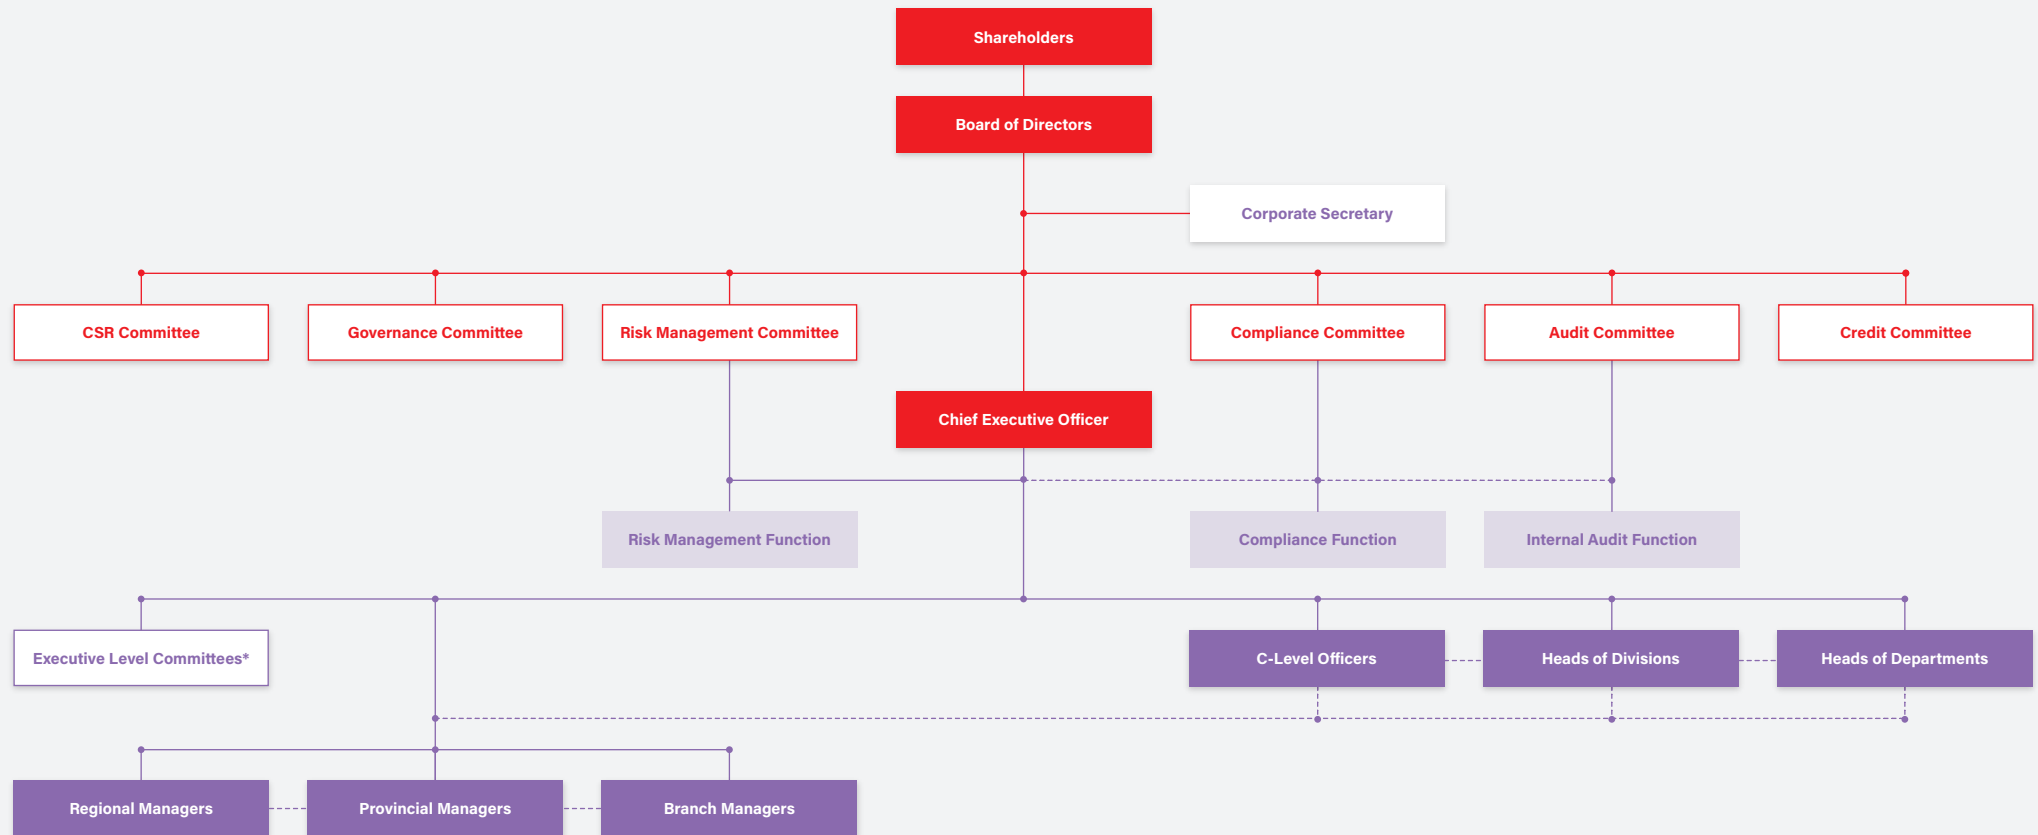 Shareholders
Board of Directors
Corporate Secretary
CSR Committee
Governance Committee
Risk Management Committee
Compliance Committee
Audit Committee
Credit Committee
Chief Executive Officer
Risk Management Function
Compliance Function
Internal Audit Function
Executive Level Committees*
C-Level Officers
Heads of Divisions
Heads of Departments
Regional Managers
Provincial Managers
Branch Managers